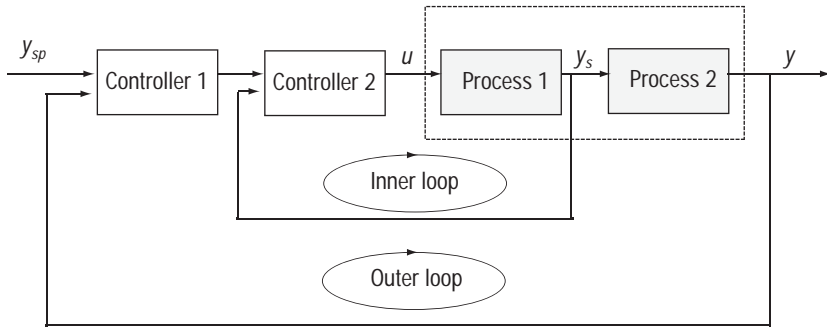 y_sp
Controller 1
Controller 2
u
Process 1
y_s
Process 2
y
Inner loop
Outer loop